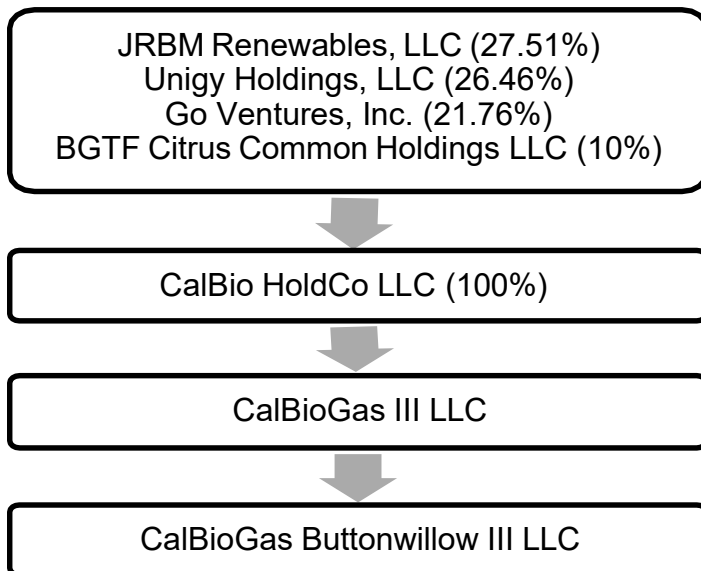 JRBM Renewables, LLC (27.51%)
Unigy Holdings, LLC (26.46%)
Go Ventures, Inc. (21.76%)
BGTF Citrus Common Holdings LLC (10%)
CalBio HoldCo LLC (100%)
CalBioGas III LLC
CalBioGas Buttonwillow III LLC